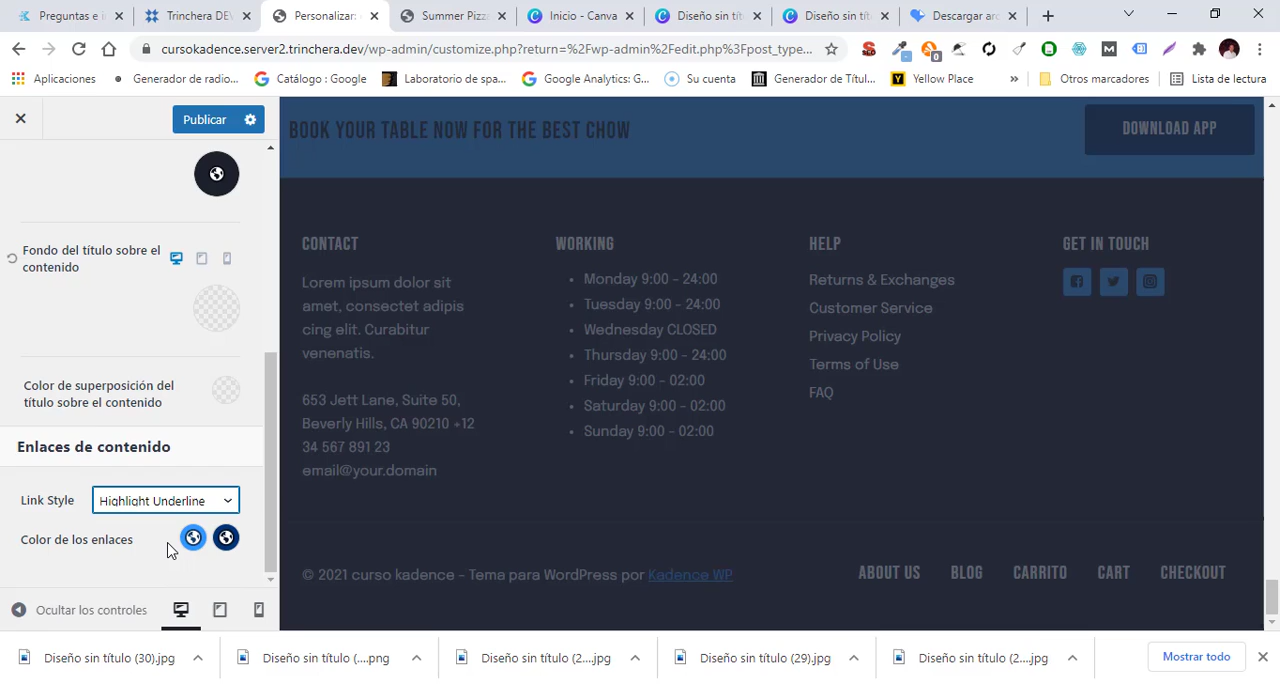 Preguntas e in
Trinchera DEV
Personalizar:
Summer Pizza
Inicio - Canva
Diseño sin títu
Diseño sin títu
Descargar arc
cursokadence.server2.trinchera.dev/wp-admin/customize.php?return=%2Fwp-admin%2Fedit.php%3Fpost_type...
0
Aplicaciones
Generador de radio...
Catálogo : Google
Laboratorio de spa...
Google Analytics: G...
Su cuenta
Generador de Títul...
Yellow Place
»
Otros marcadores
Lista de lectura
Publicar
Fondo del título sobre el
contenido
Color de superposición del
título sobre el contenido
Enlaces de contenido
Link Style
Highlight Underline
Color de los enlaces
Ocultar los controles
BOOK YOUR TABLE NOW FOR THE BEST CHOW
DOWNLOAD APP
CONTACT
Lorem ipsum dolor sit
amet, consectet adipis
cing elit. Curabitur
venenatis.
653 Jett Lane, Suite 50,
Beverly Hills, CA 90210 +12
34 567 891 23
email@your.domain
WORKING
• Monday 9:00 – 24:00
• Tuesday 9:00 – 24:00
• Wednesday CLOSED
• Thursday 9:00 – 24:00
• Friday 9:00 – 02:00
• Saturday 9:00 – 02:00
• Sunday 9:00 – 02:00
HELP
Returns & Exchanges
Customer Service
Privacy Policy
Terms of Use
FAQ
GET IN TOUCH
© 2021 curso kadence – Tema para WordPress por Kadence WP
ABOUT US
BLOG
CARRITO
CART
CHECKOUT
Diseño sin título (30).jpg
Diseño sin título (....png
Diseño sin título (2....jpg
Diseño sin título (29).jpg
Diseño sin título (2....jpg
Mostrar todo